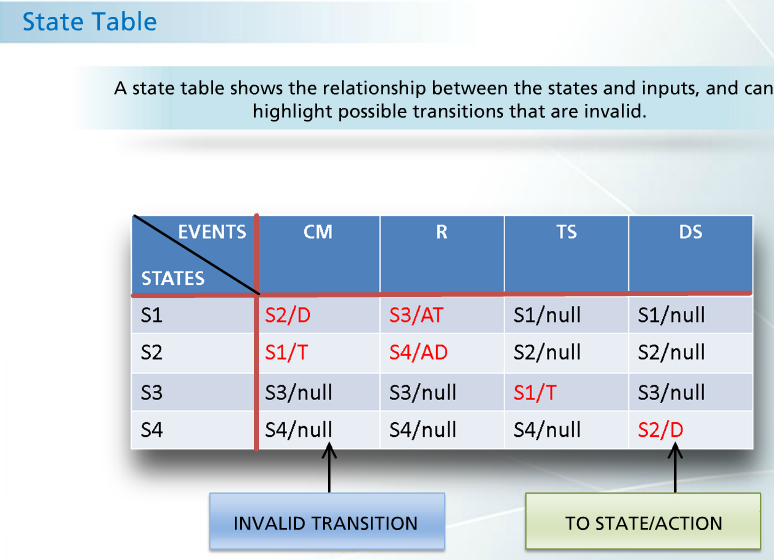 State Table
A state table shows the relationship between the states and inputs, and can
highlight possible transitions that are invalid.
EVENTS CM R TS DS
STATES
S1 S2/D S3/AT S1/null S1/null
S2 S1/T S4/AD S2/null S2/null
S3 S3/null S3/null S1/T S3/null
S4 S4/null S4/null S4/null S2/D
INVALID TRANSITION TO STATE/ACTION